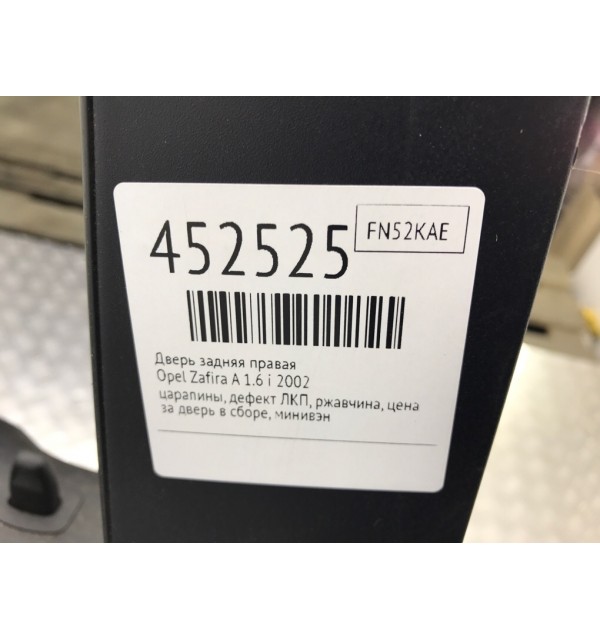 452525
FN52KAE
Дверь задняя правая
Opel Zafira A 1.6 i 2002
царапины, дефект ЛКП, ржавчина, цена
за дверь в сборе, минивэн